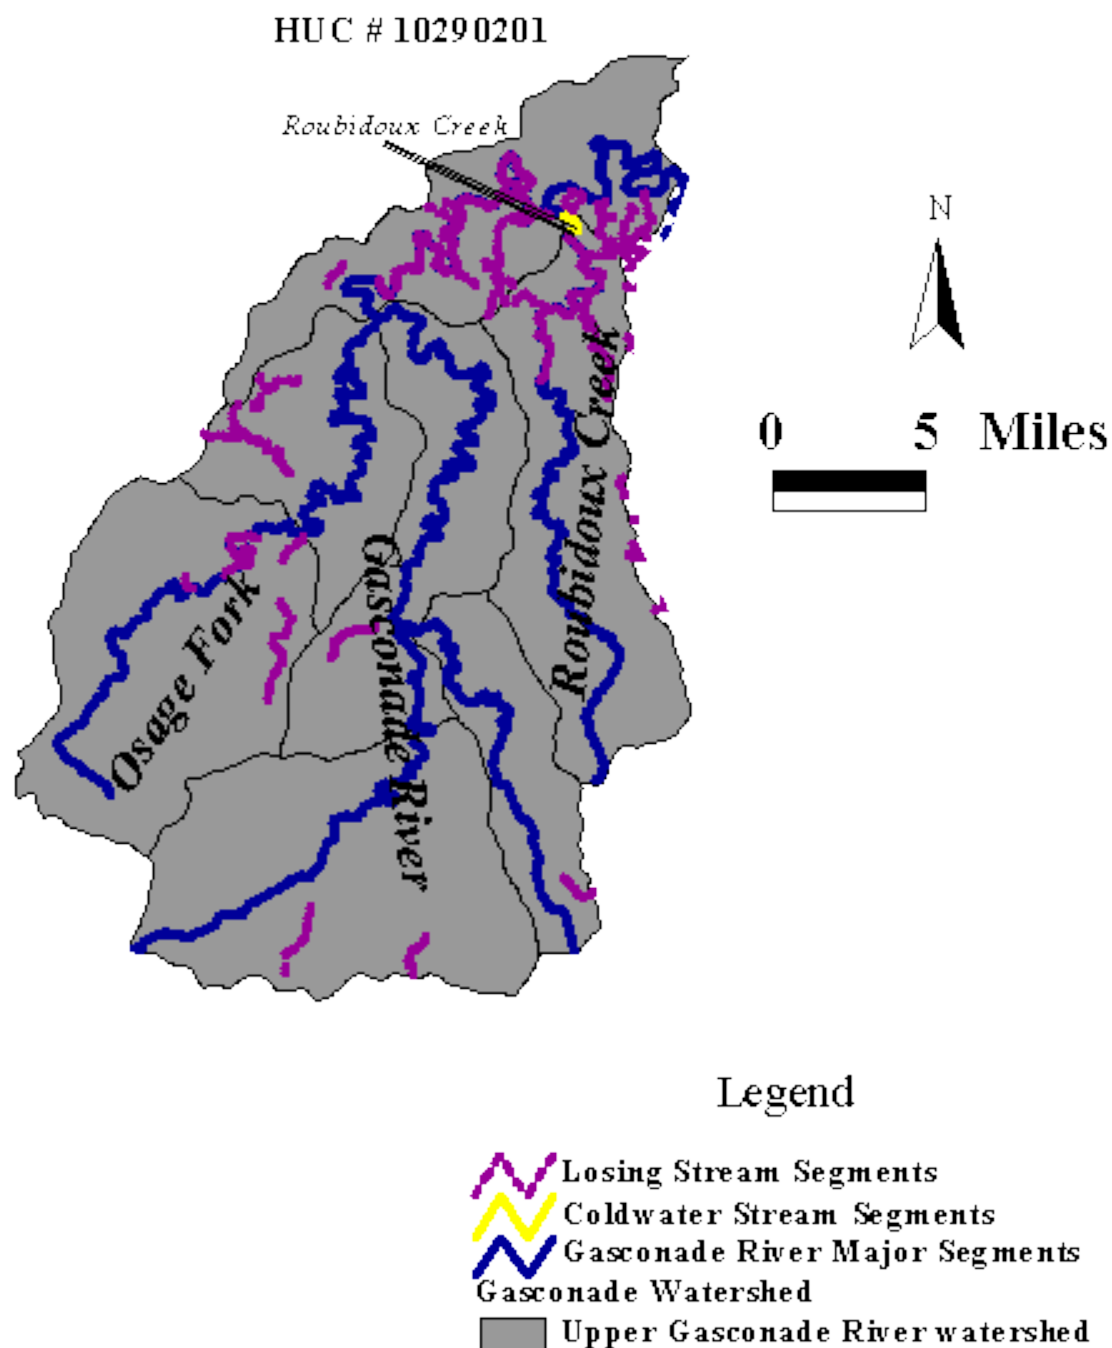 HUC # 10290201
Roubidoux Creek
N
0 5 Miles
Roubidoux Creek
Gasconade River
Osage Fork
Legend
Losing Stream Segments
Coldwater Stream Segments
Gasconade River Major Segments
Gasconade Watershed
Upper Gasconade River watershed